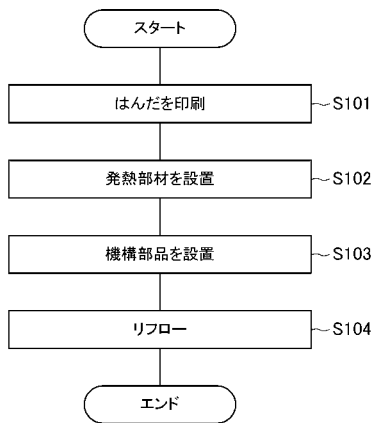 スタート
はんだを印刷 S101
発熱部材を設置 S102
機構部品を設置 S103
リフロー S104
エンド